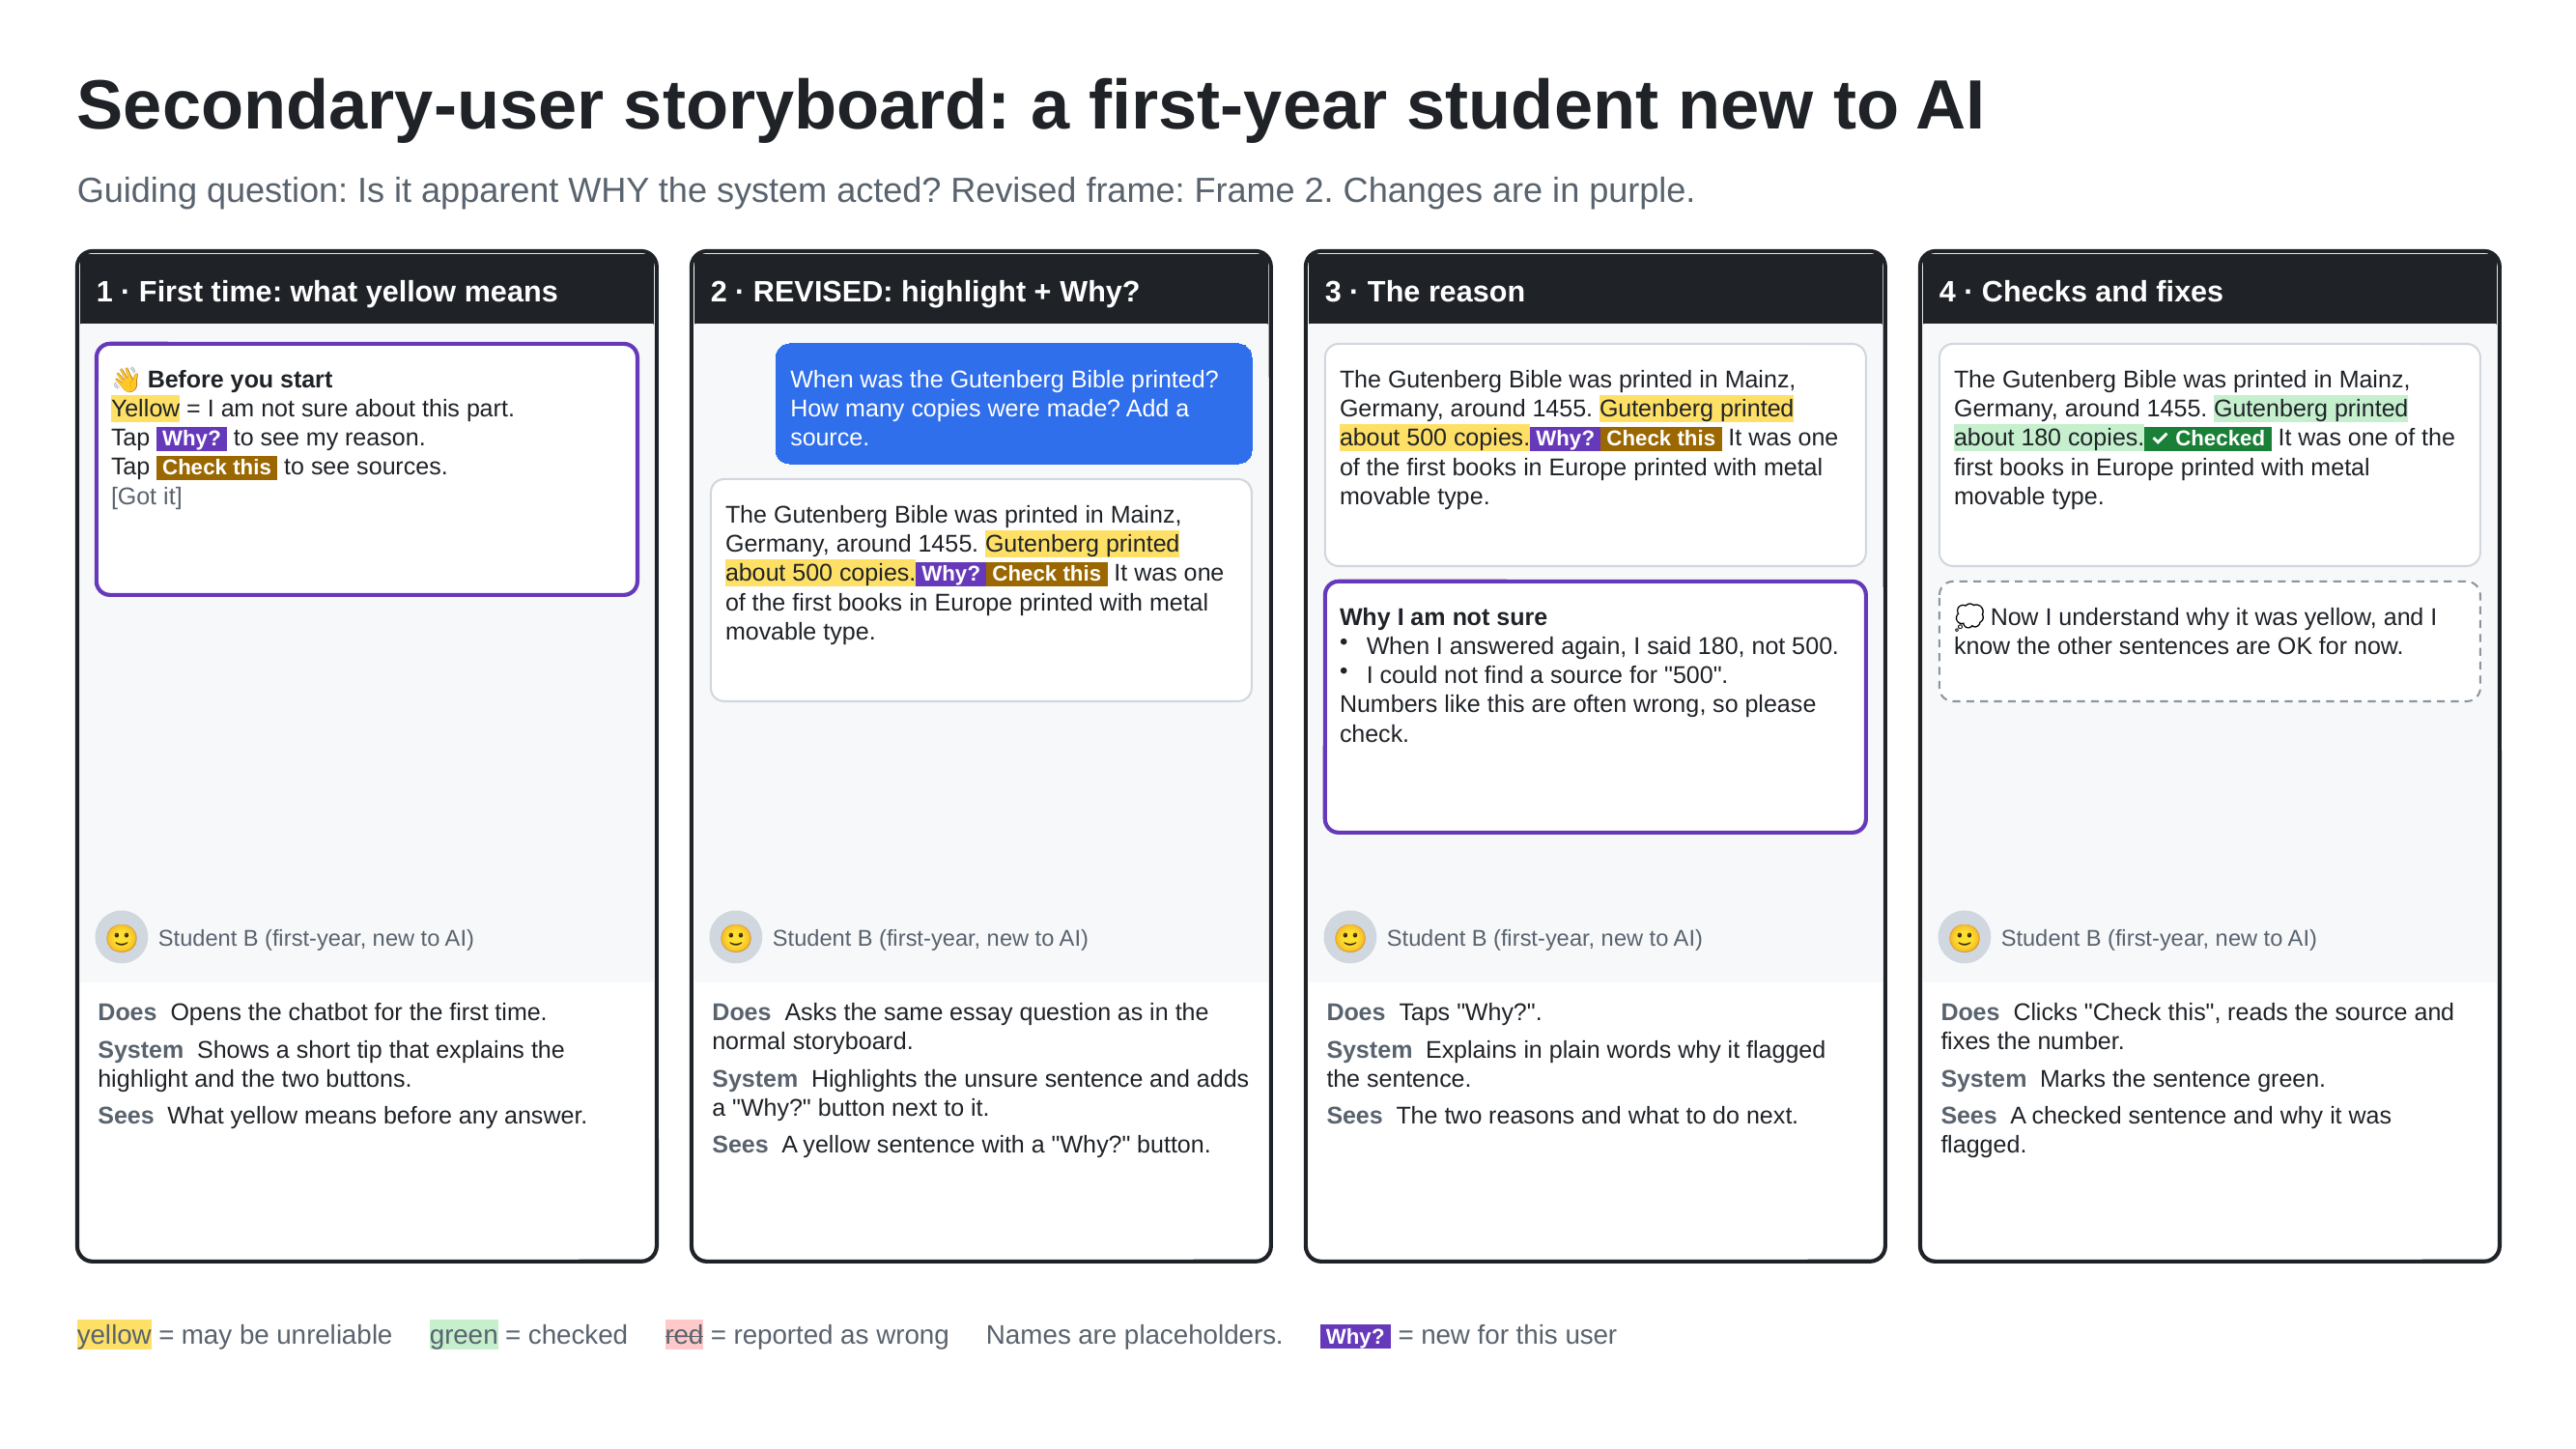 Secondary-user storyboard: a first-year student new to AI
Guiding question: Is it apparent WHY the system acted? Revised frame: Frame 2. Changes are in purple.
1 · First time: what yellow means
👋 Before you start
Yellow = I am not sure about this part.
Tap Why? to see my reason.
Tap Check this to see sources.
[Got it]
🙂 Student B (first-year, new to AI)
Does Opens the chatbot for the first time.
System Shows a short tip that explains the
highlight and the two buttons.
Sees What yellow means before any answer.
2 · REVISED: highlight + Why?
When was the Gutenberg Bible printed?
How many copies were made? Add a
source.
The Gutenberg Bible was printed in Mainz,
Germany, around 1455. Gutenberg printed
about 500 copies. Why? Check this It was one
of the first books in Europe printed with metal
movable type.
🙂 Student B (first-year, new to AI)
Does Asks the same essay question as in the
normal storyboard.
System Highlights the unsure sentence and adds
a "Why?" button next to it.
Sees A yellow sentence with a "Why?" button.
3 · The reason
The Gutenberg Bible was printed in Mainz,
Germany, around 1455. Gutenberg printed
about 500 copies. Why? Check this It was one
of the first books in Europe printed with metal
movable type.
Why I am not sure
• When I answered again, I said 180, not 500.
• I could not find a source for "500".
Numbers like this are often wrong, so please
check.
🙂 Student B (first-year, new to AI)
Does Taps "Why?".
System Explains in plain words why it flagged
the sentence.
Sees The two reasons and what to do next.
4 · Checks and fixes
The Gutenberg Bible was printed in Mainz,
Germany, around 1455. Gutenberg printed
about 180 copies. ✓ Checked It was one of the
first books in Europe printed with metal
movable type.
💭 Now I understand why it was yellow, and I
know the other sentences are OK for now.
🙂 Student B (first-year, new to AI)
Does Clicks "Check this", reads the source and
fixes the number.
System Marks the sentence green.
Sees A checked sentence and why it was
flagged.
yellow = may be unreliable green = checked red = reported as wrong Names are placeholders. Why? = new for this user